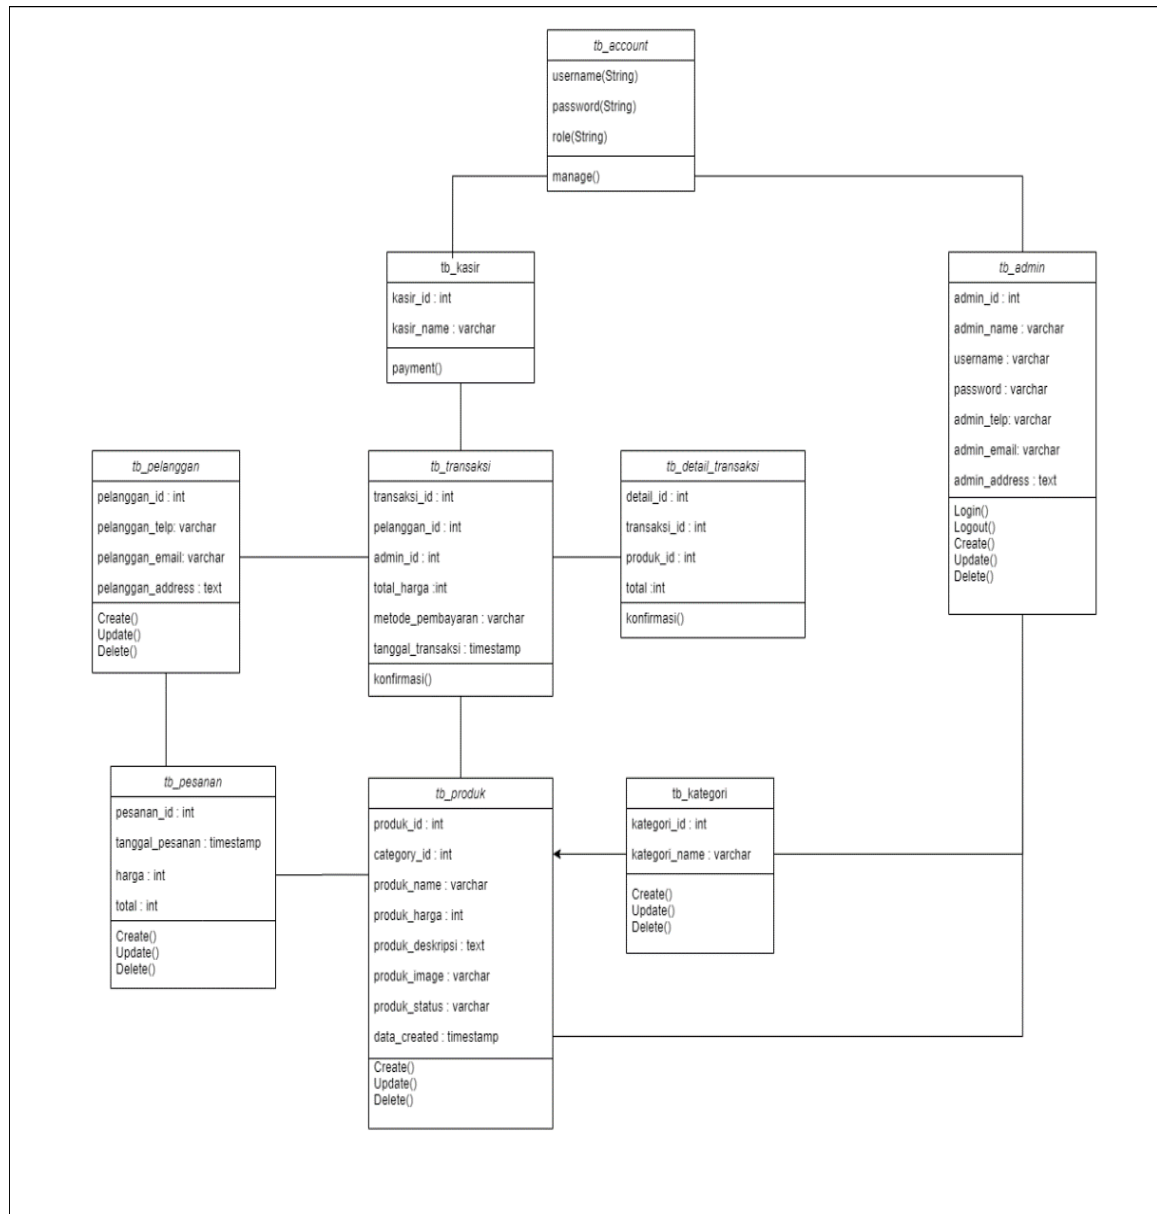 tb_account
username(String)
password(String)
role(String)
manage()
tb_kasir
kasir_id : int
kasir_name : varchar
payment()
tb_admin
admin_id : int
admin_name : varchar
username : varchar
password : varchar
admin_telp: varchar
admin_email: varchar
admin_address : text
Login()
Logout()
Create()
Update()
Delete()
tb_pelanggan
pelanggan_id : int
pelanggan_telp: varchar
pelanggan_email: varchar
pelanggan_address : text
Create()
Update()
Delete()
tb_transaksi
transaksi_id : int
pelanggan_id : int
admin_id : int
total_harga :int
metode_pembayaran : varchar
tanggal_transaksi : timestamp
konfirmasi()
tb_detail_transaksi
detail_id : int
transaksi_id : int
produk_id : int
total :int
konfirmasi()
tb_pesanan
pesanan_id : int
tanggal_pesanan : timestamp
harga : int
total : int
Create()
Update()
Delete()
tb_produk
produk_id : int
category_id : int
produk_name : varchar
produk_harga : int
produk_deskripsi : text
produk_image : varchar
produk_status : varchar
data_created : timestamp
Create()
Update()
Delete()
tb_kategori
kategori_id : int
kategori_name : varchar
Create()
Update()
Delete()